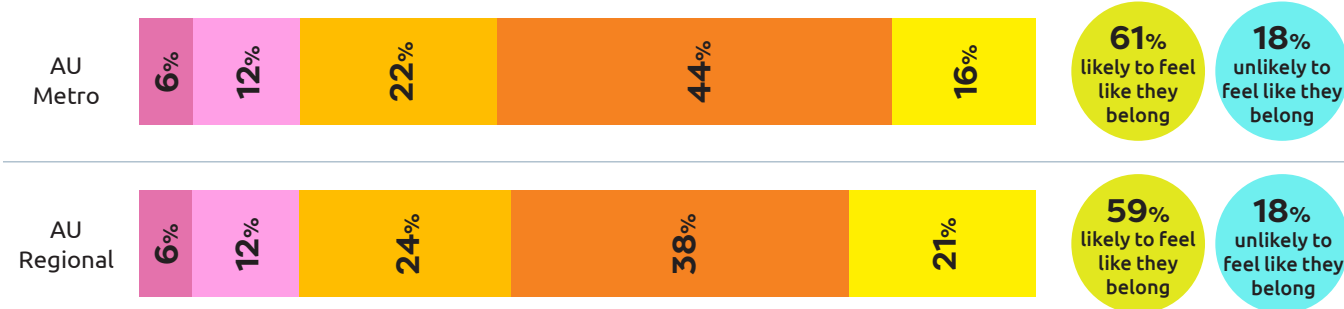 AU
Metro
6%
12%
22%
44%
16%
61%
likely to feel
like they
belong
18%
unlikely to
feel like they
belong
AU
Regional
6%
12%
24%
38%
21%
59%
likely to feel
like they
belong
18%
unlikely to
feel like they
belong